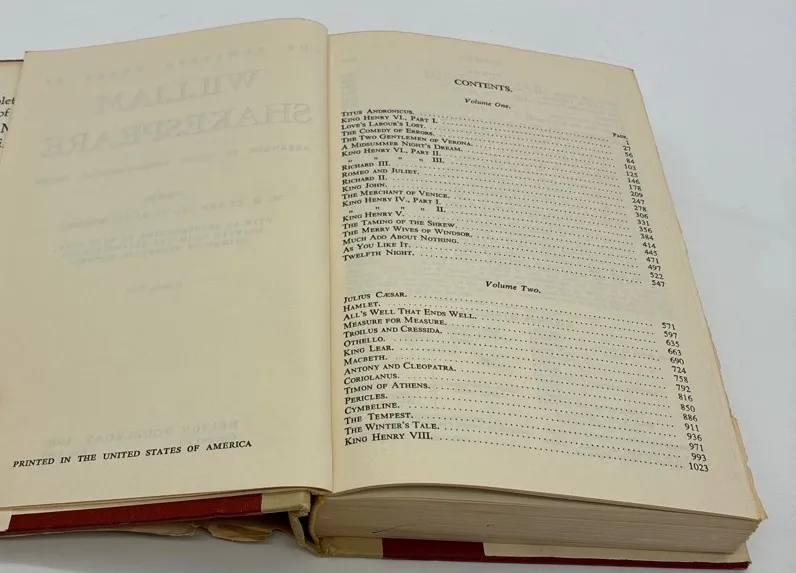 WILLIAM
SHAKESPEARE
PRINTED IN THE UNITED STATES OF AMERICA
CONTENTS.
Volume One.
PAGE
TITUS ANDRONICUS. 1
KING HENRY VI., PART I. 27
LOVE'S LABOUR'S LOST. 56
THE COMEDY OF ERRORS. 84
THE TWO GENTLEMEN OF VERONA. 103
A MIDSUMMER NIGHT'S DREAM. 125
KING HENRY VI., PART II. 146
" " " " III. 178
RICHARD III. 209
ROMEO AND JULIET. 247
RICHARD II. 278
KING JOHN. 306
THE MERCHANT OF VENICE. 331
KING HENRY IV., PART I. 356
" " " " II. 384
KING HENRY V. 414
THE TAMING OF THE SHREW. 445
THE MERRY WIVES OF WINDSOR. 471
MUCH ADO ABOUT NOTHING. 497
AS YOU LIKE IT. 522
TWELFTH NIGHT. 547
Volume Two.
JULIUS CÆSAR. 571
HAMLET. 597
ALL'S WELL THAT ENDS WELL. 635
MEASURE FOR MEASURE. 663
TROILUS AND CRESSIDA. 690
OTHELLO. 724
KING LEAR. 758
MACBETH. 792
ANTONY AND CLEOPATRA. 816
CORIOLANUS. 850
TIMON OF ATHENS. 886
PERICLES. 911
CYMBELINE. 936
THE TEMPEST. 971
THE WINTER'S TALE. 993
KING HENRY VIII. 1023